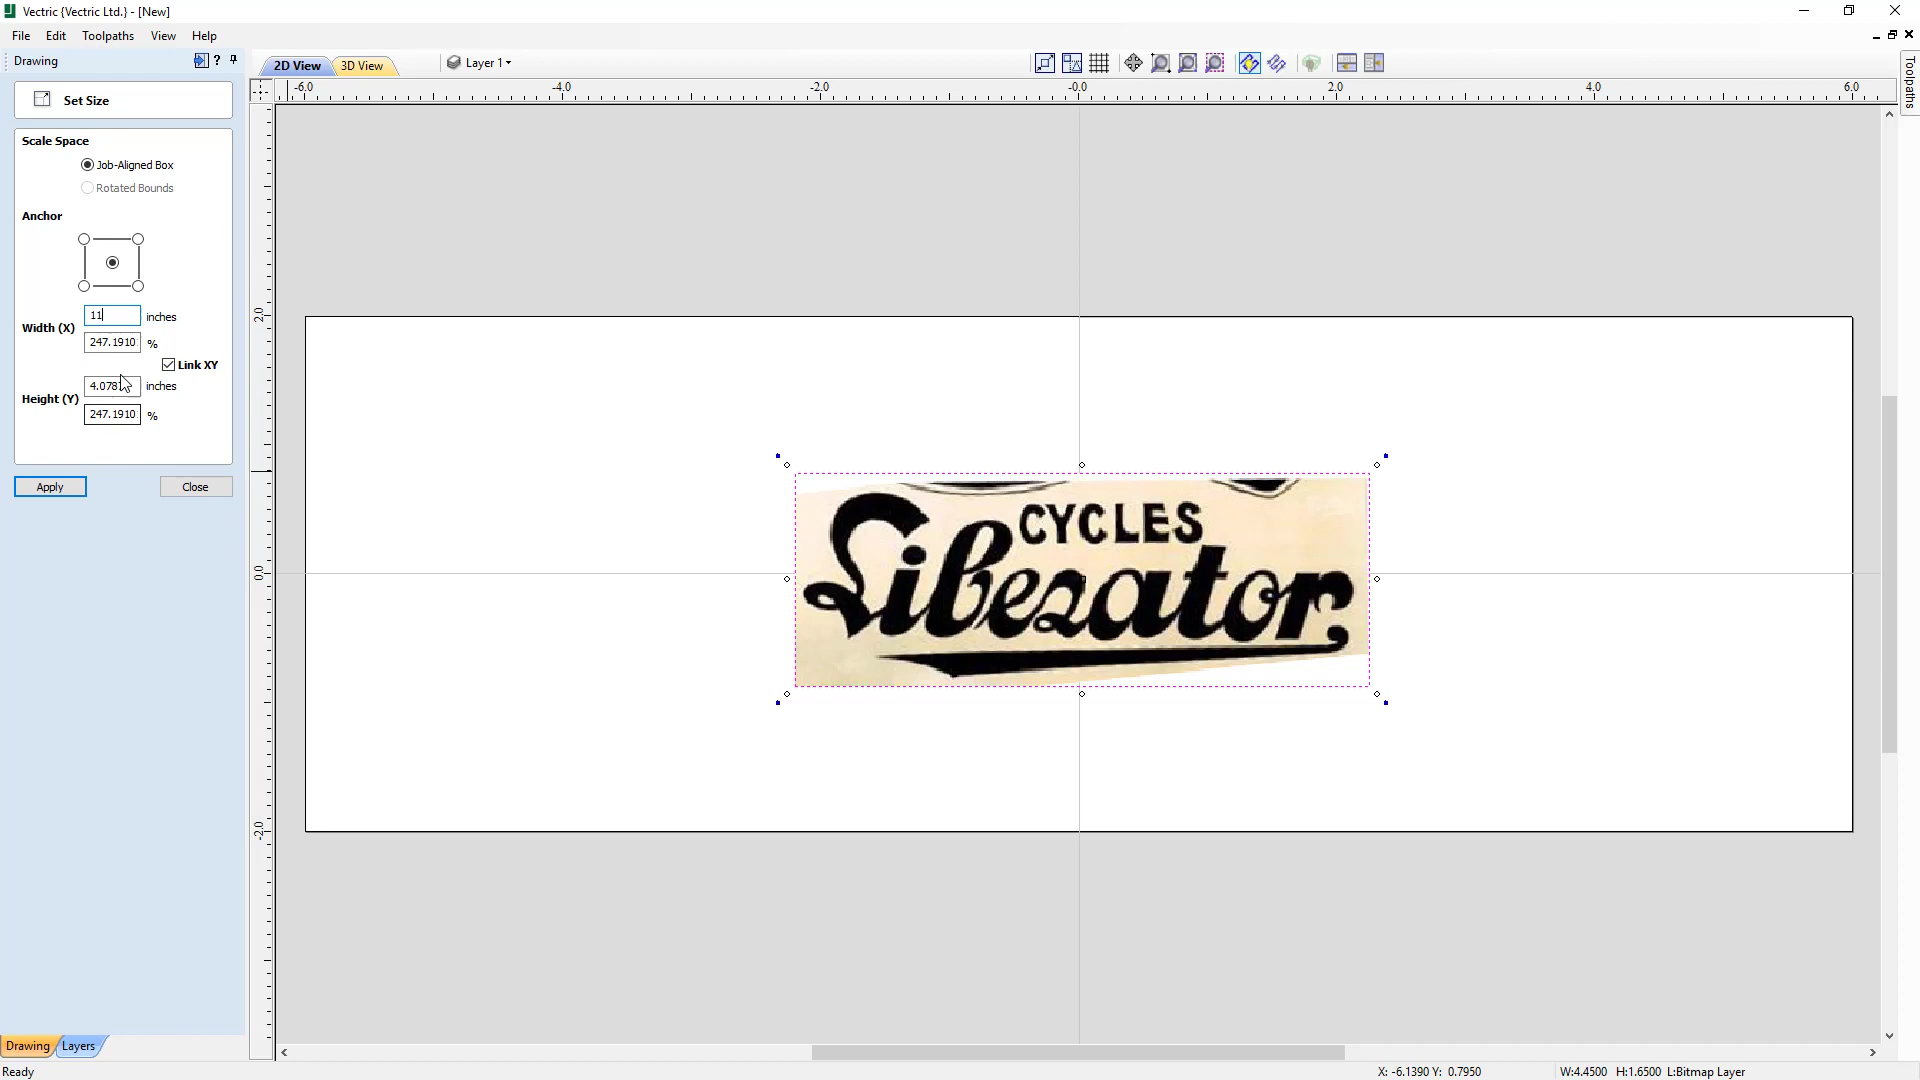 Vectric {Vectric Ltd.} - [New]
File Edit Toolpaths View Help
Drawing ?
2D View 3D View Layer 1
Set Size
-6.0 -4.0 -2.0 -0.0 2.0 4.0 6.0
Toolpaths
Scale Space
Job-Aligned Box
Rotated Bounds
Anchor
Width (X) 11 inches
247.1910 %
Link XY
Height (Y) inches
247.1910 %
Apply Close
2.0
0.0
-2.0
CYCLES
Liberator
Drawing Layers
Ready X: -6.1390 Y: 0.7950 W:4.4500 H:1.6500 L:Bitmap Layer